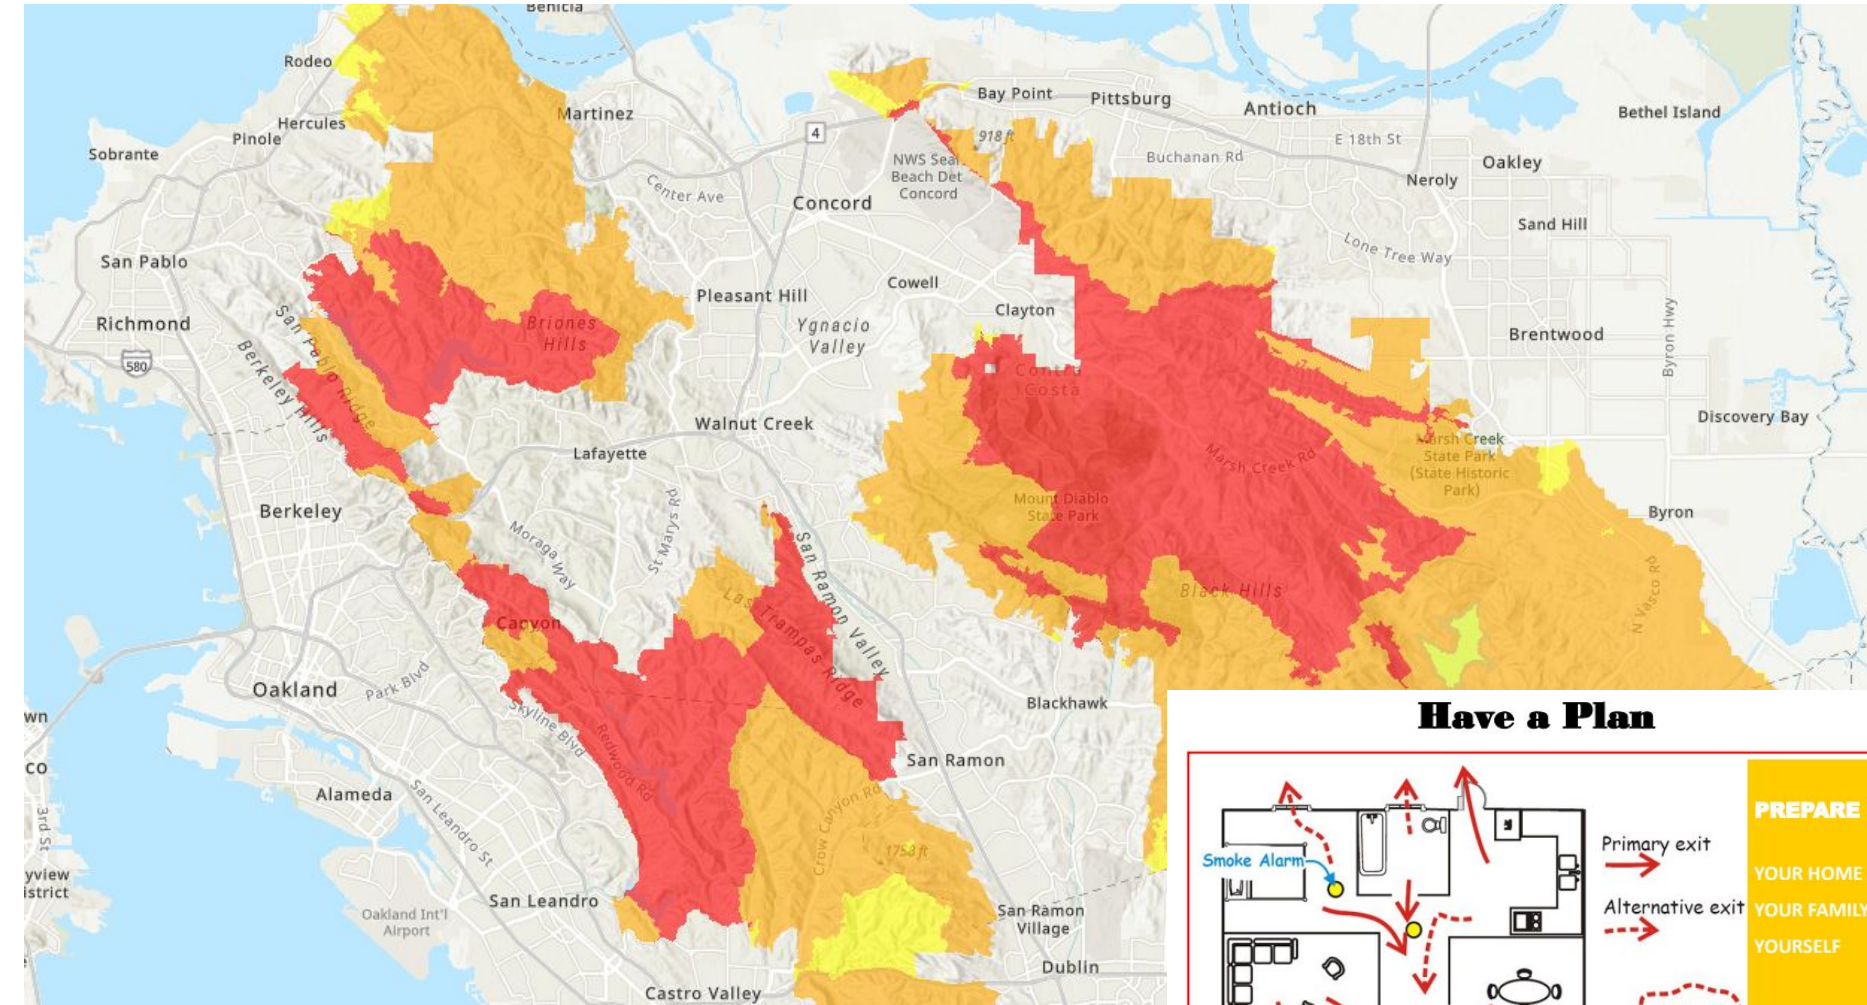 Benicia
Rodeo
Martinez
Hercules
Pinole
Sobrante
4
Bay Point
Pittsburg
Antioch
Bethel Island
918 ft
E 18th St
NWS Seal
Beach Det
Concord
Buchanan Rd
Oakley
Neroly
Center Ave
Concord
Sand Hill
Lone Tree Way
San Pablo
Cowell
Pleasant Hill
Clayton
Richmond
Briones
Hills
Ygnacio
Valley
Brentwood
Byron Hwy
580
San Pablo Ridge
Berkeley Hills
Contra
Costa
Walnut Creek
Discovery Bay
Lafayette
Marsh Creek Rd
Marsh Creek
State Park
(State Historic
Park)
Mount Diablo
State Park
Berkeley
Byron
Moraga Way
St Marys Rd
San Ramon Valley
Black Hills
N Vasco Rd
Las Trampas Ridge
Canyon
Oakland
Park Blvd
Skyline Blvd
Redwood Rd
Blackhawk
wn
co
San Ramon
Alameda
San Leandro St
3rd St
Crow Canyon Rd
1758 ft
yview
istrict
San Leandro
Oakland Int'l
Airport
San Ramon
Village
Dublin
Castro Valley
Have a Plan
PREPARE
Primary exit
Smoke Alarm
YOUR HOME
Alternative exit
YOUR FAMILY
YOURSELF